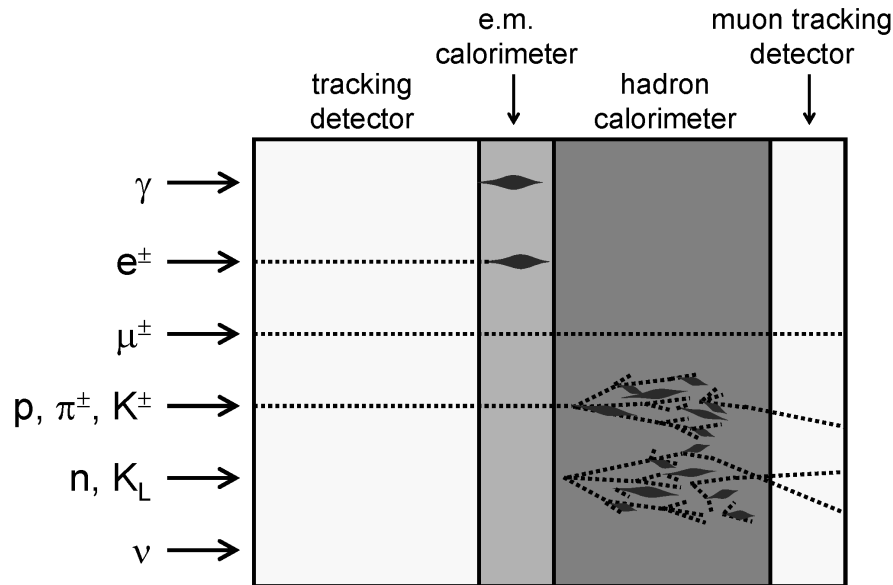 e.m.
calorimeter
muon tracking
detector
tracking
detector
hadron
calorimeter
γ
e±
μ±
p, π±, K±
n, KL
ν